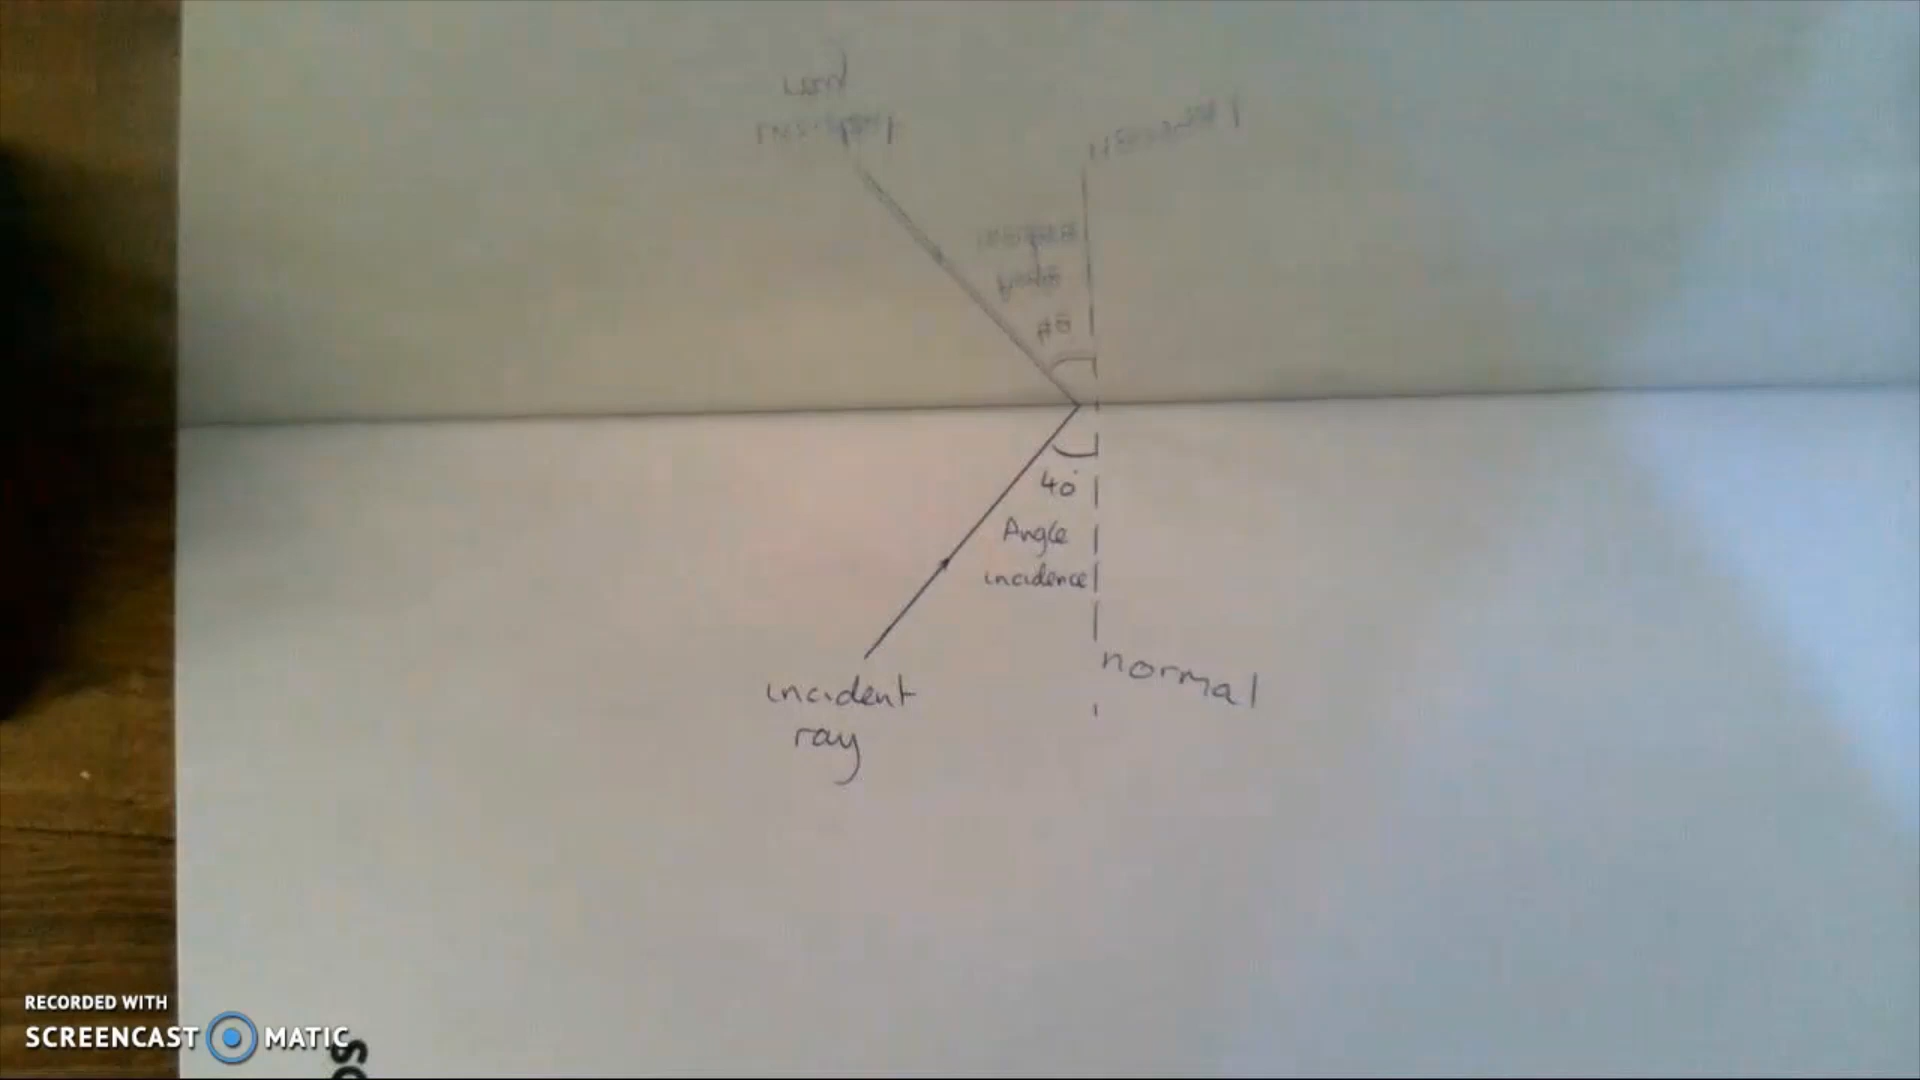 40°
Angle
incidence
normal
incident
ray
RECORDED WITH
SCREENCAST MATIC